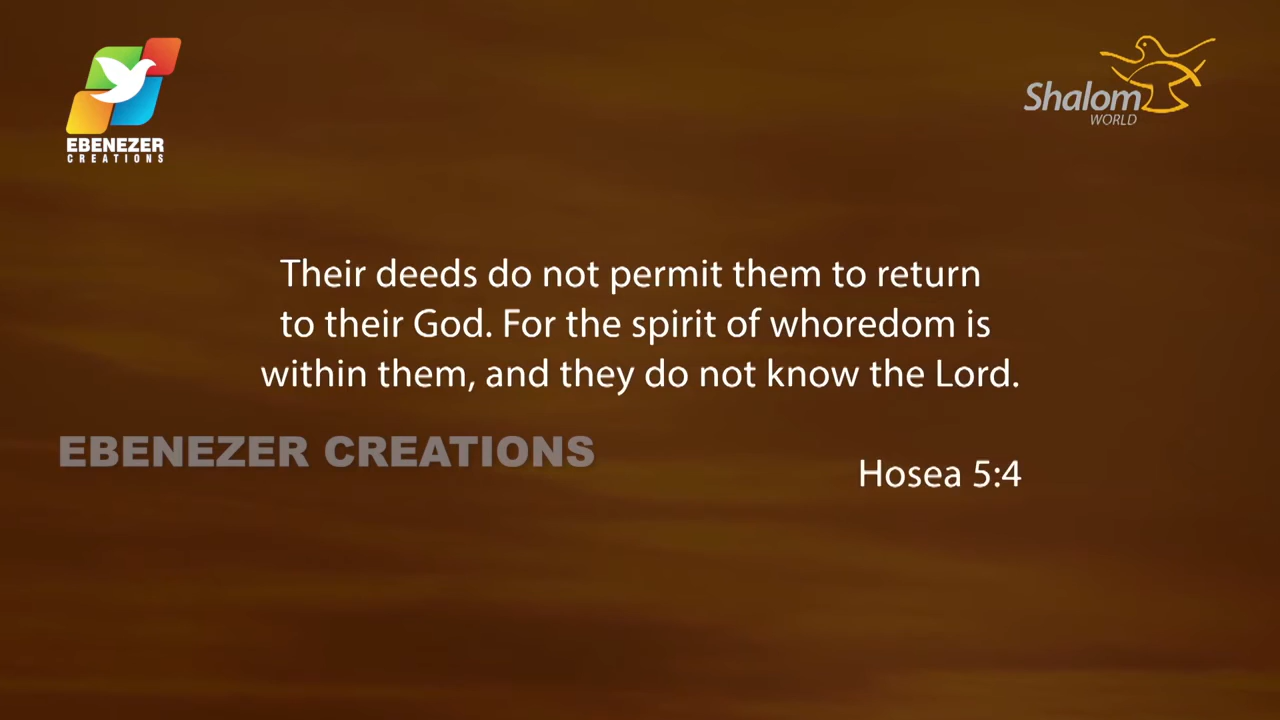 EBENEZER
CREATIONS
Shalom
WORLD
Their deeds do not permit them to return
to their God. For the spirit of whoredom is
within them, and they do not know the Lord.
EBENEZER CREATIONS
Hosea 5:4